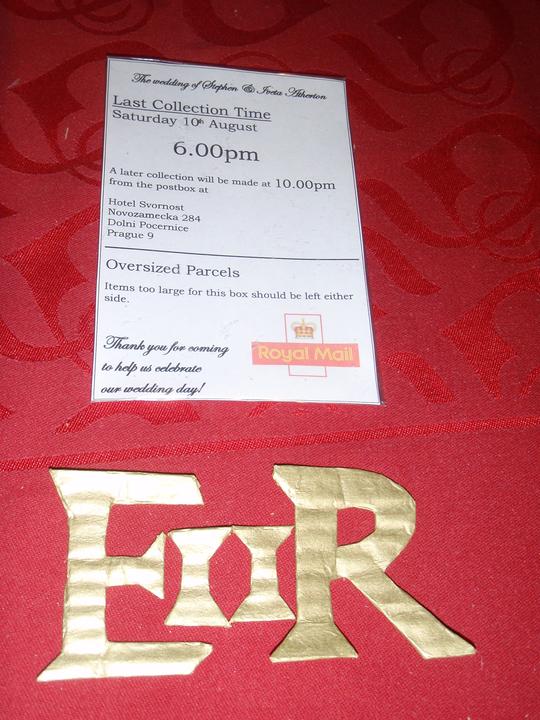 The wedding of Stephen & Iveta Atherton
Last Collection Time
Saturday 10th August
6.00pm
A later collection will be made at 10.00pm
from the postbox at
Hotel Svornost
Novozamecka 284
Dolni Pocernice
Prague 9
Oversized Parcels
Items too large for this box should be left either
side.
Thank you for coming
to help us celebrate
our wedding day!
Royal Mail
EIIR